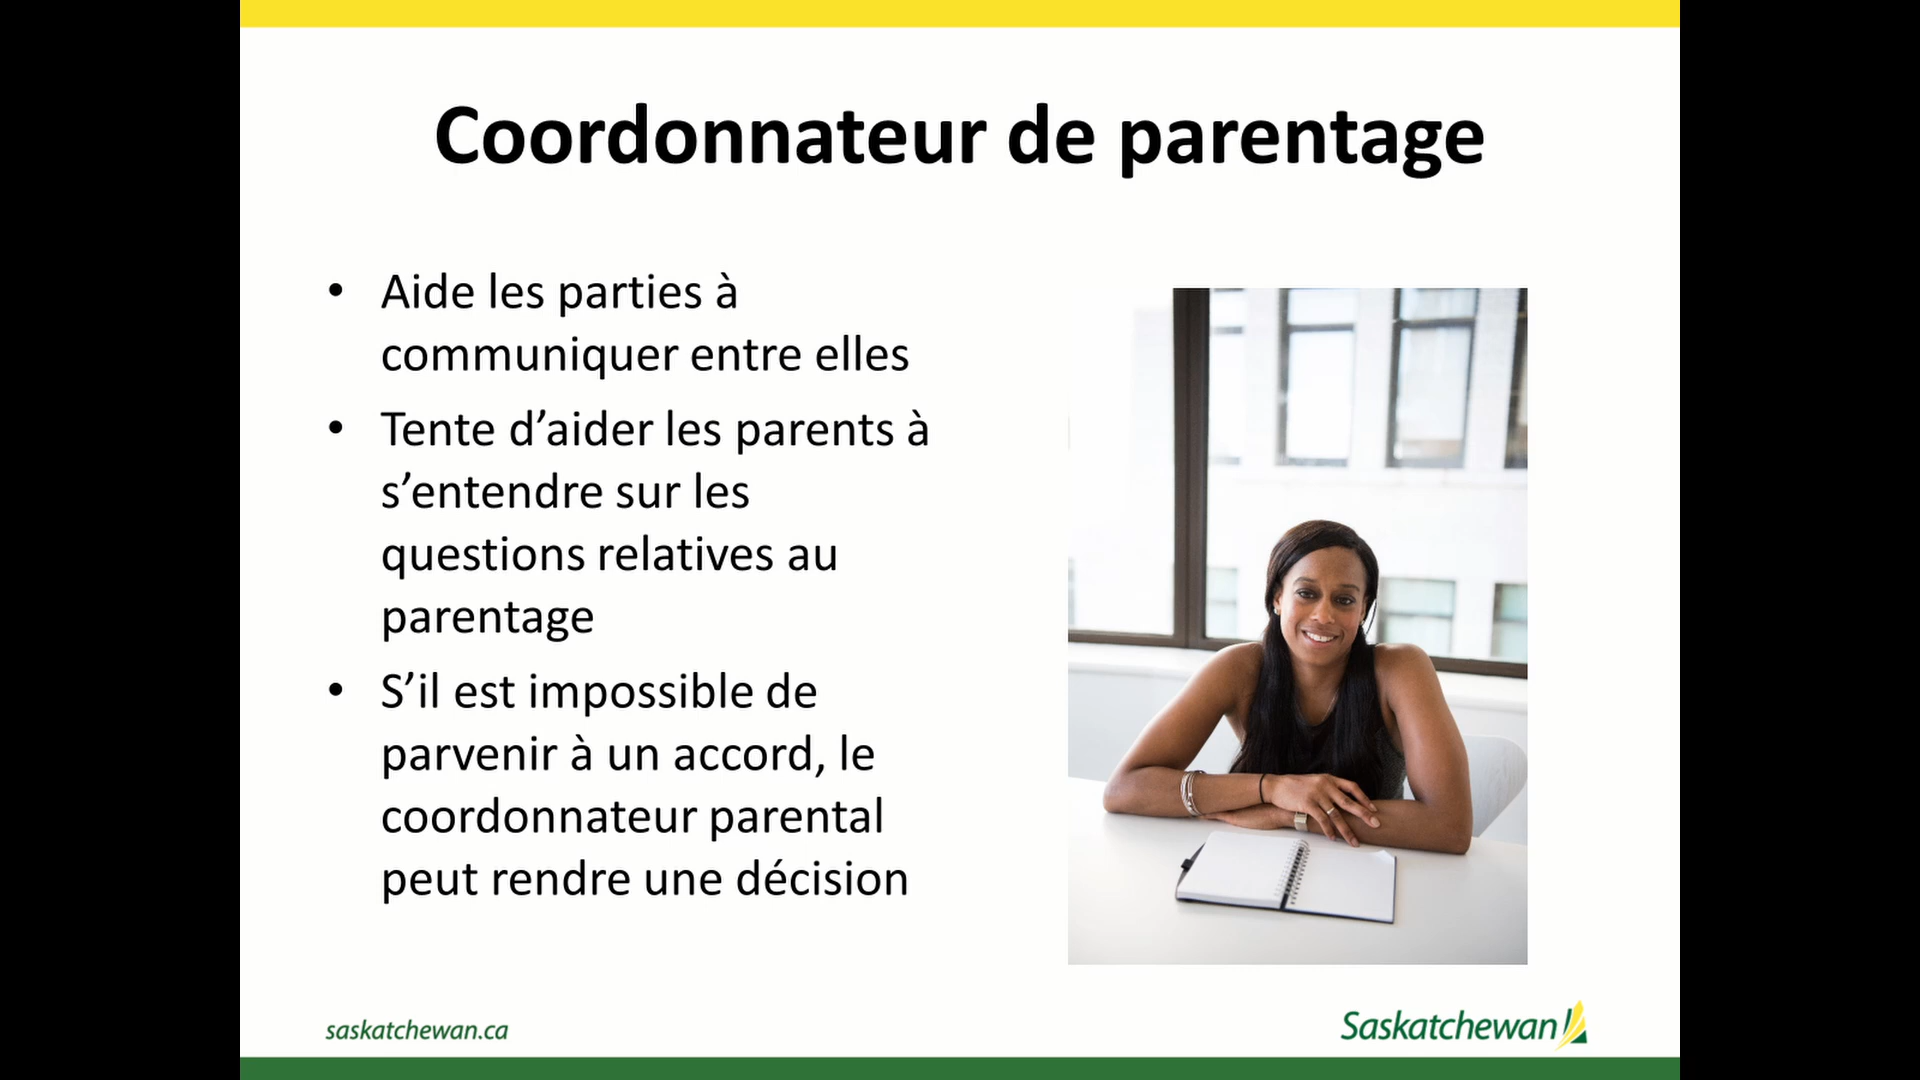 Coordonnateur de parentage
• Aide les parties à
communiquer entre elles
• Tente d’aider les parents à
s’entendre sur les
questions relatives au
parentage
• S’il est impossible de
parvenir à un accord, le
coordonnateur parental
peut rendre une décision
saskatchewan.ca
Saskatchewan